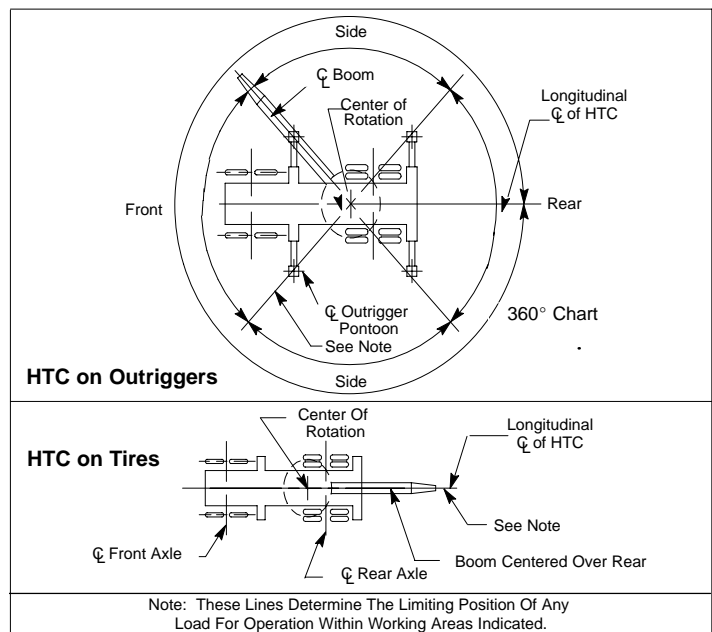 Side
℄ Boom
Center of
Rotation
Longitudinal
℄ of HTC
Front
Rear
℄ Outrigger
Pontoon
See Note
360° Chart
HTC on Outriggers
Side
Center Of
Rotation
Longitudinal
℄ of HTC
HTC on Tires
See Note
℄ Front Axle
Boom Centered Over Rear
℄ Rear Axle
Note: These Lines Determine The Limiting Position Of Any
Load For Operation Within Working Areas Indicated.